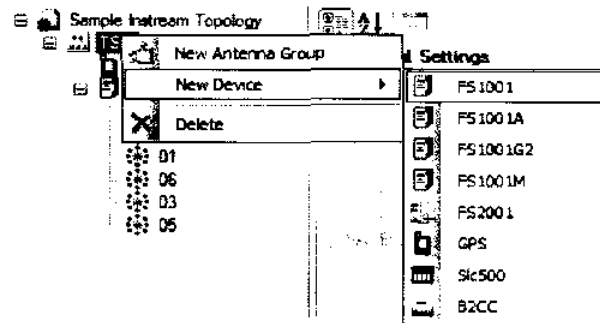 Sample Instream Topology
TS
New Antenna Group
New Device
Delete
01
06
03
05
Settings
FS1001
FS1001A
FS1001G2
FS1001M
FS2001
GPS
Sic500
B2CC